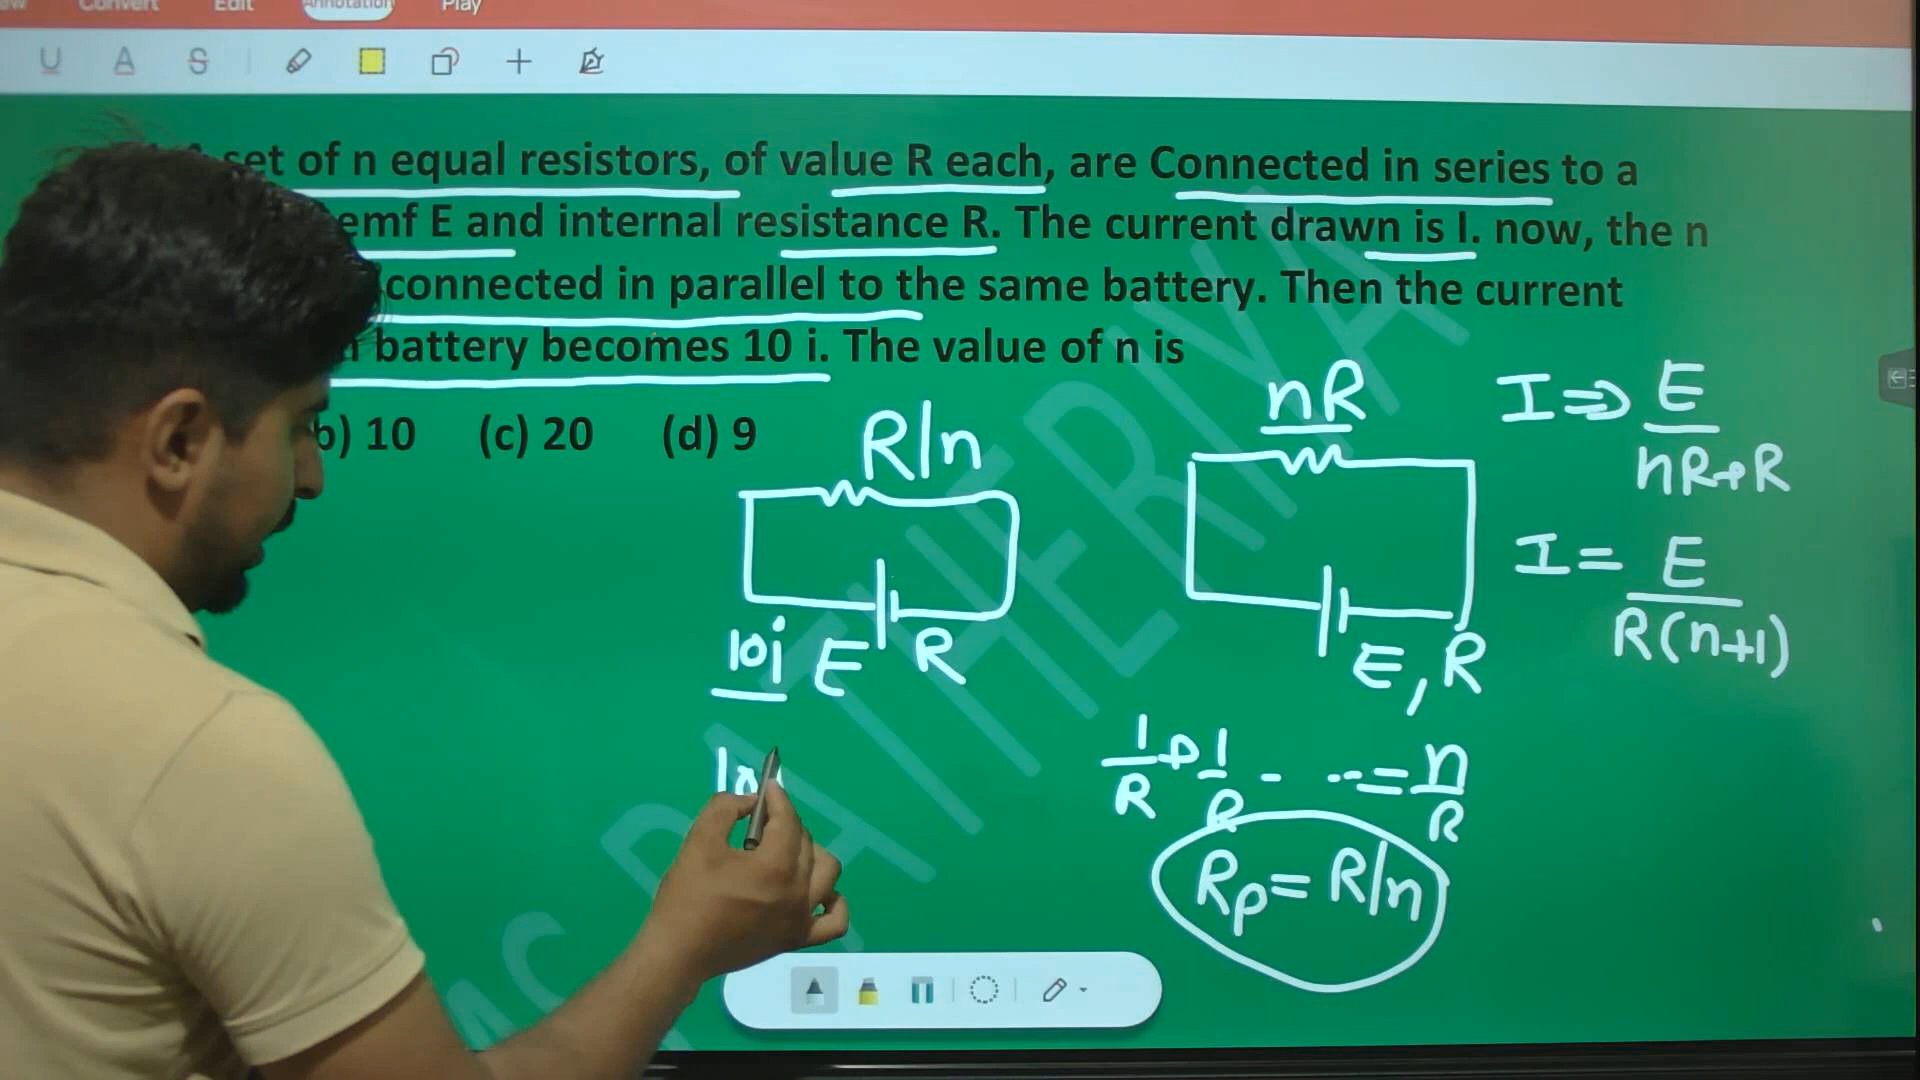 Convert Edit Annotation Play
U A S
set of n equal resistors, of value R each, are Connected in series to a
emf E and internal resistance R. The current drawn is I. now, the n
connected in parallel to the same battery. Then the current
battery becomes 10 i. The value of n is
b) 10 (c) 20 (d) 9
R/n
nR
I => E
nR+R
I = E
R(n+1)
10i E R
E, R
1/R + 1/R - -- = n/R
Rp = R/n
10
PATHERIYA